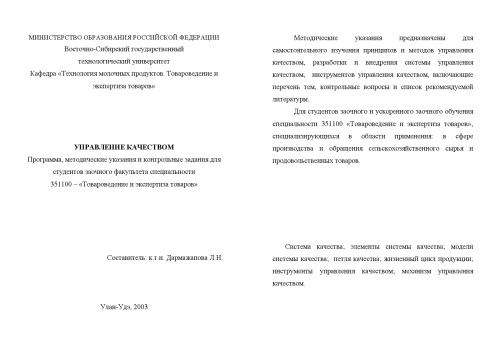 МИНИСТЕРСТВО ОБРАЗОВАНИЯ РОССИЙСКОЙ ФЕДЕРАЦИИ
Восточно-Сибирский государственный
технологический университет
Кафедра «Технология молочных продуктов. Товароведение и
экспертиза товаров»
УПРАВЛЕНИЕ КАЧЕСТВОМ
Программа, методические указания и контрольные задания для
студентов заочного факультета специальности
351100 – «Товароведение и экспертиза товаров»
Составитель: к.т.н. Дармажапова Л.Н.
Улан-Удэ, 2003
Методические указания предназначены для
самостоятельного изучения принципов и методов управления
качеством, разработки и внедрения системы управления
качеством, инструментов управления качеством, включающие
перечень тем, контрольные вопросы и список рекомендуемой
литературы.
Для студентов заочного и ускоренного заочного обучения
специальности 351100 «Товароведение и экспертиза товаров»,
специализирующихся в области применения: в сфере
производства и обращения сельскохозяйственного сырья и
продовольственных товаров.
Система качества; элементы системы качества; модели
системы качества; петля качества; жизненный цикл продукции;
инструменты управления качеством; механизм управления
качеством.